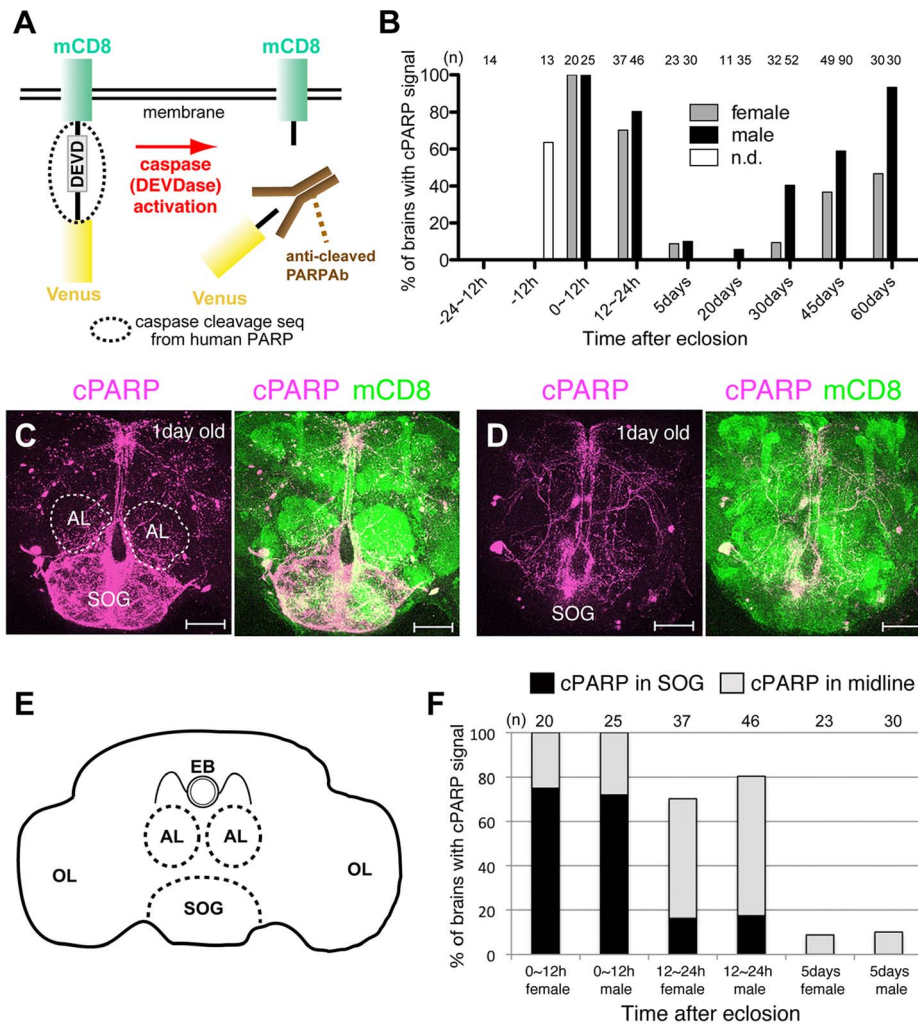 A
mCD8
mCD8
membrane
DEVD
caspase
(DEVDase)
activation
anti-cleaved
PARPAb
Venus
Venus
caspase cleavage seq
from human PARP
B
(n) 14 13 20 25 37 46 23 30 11 35 32 52 49 90 30 30
% of brains with cPARP signal
100
80
60
40
20
0
female
male
n.d.
-24~12h -12h 0~12h 12~24h 5days 20days 30days 45days 60days
Time after eclosion
cPARP
cPARP mCD8
C
1day old
AL
AL
SOG
cPARP
cPARP mCD8
D
1day old
SOG
E
EB
AL
AL
OL
OL
SOG
F
cPARP in SOG
cPARP in midline
(n) 20 25 37 46 23 30
% of brains with cPARP signal
100
80
60
40
20
0
0~12h 0~12h 12~24h 12~24h 5days 5days
female male female male female male
Time after eclosion